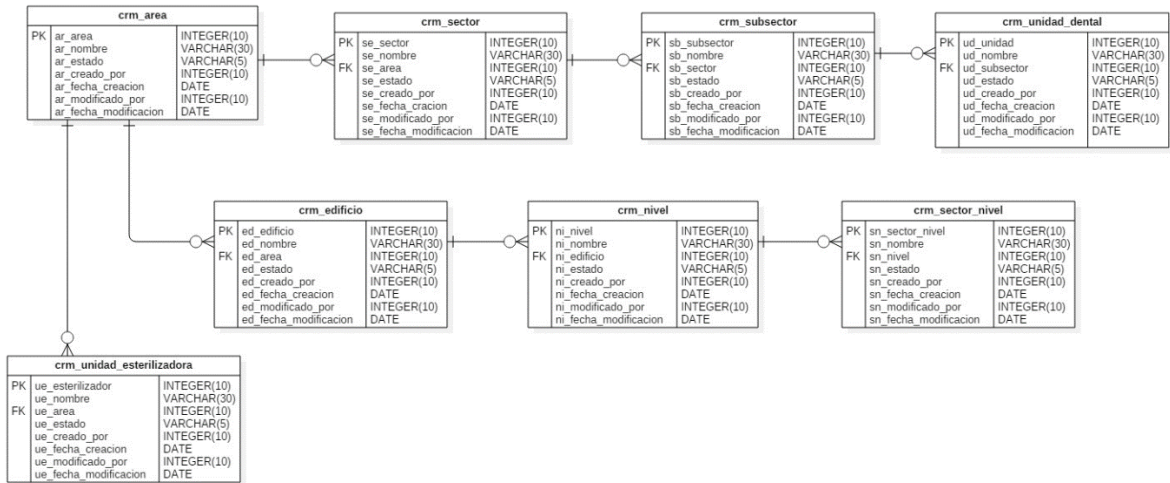 crm_area
PK ar_area INTEGER(10)
ar_nombre VARCHAR(30)
ar_estado VARCHAR(5)
ar_creado_por INTEGER(10)
ar_fecha_creacion DATE
ar_modificado_por INTEGER(10)
ar_fecha_modificacion DATE
crm_sector
PK se_sector INTEGER(10)
se_nombre VARCHAR(30)
FK se_area INTEGER(10)
se_estado VARCHAR(5)
se_creado_por INTEGER(10)
se_fecha_cracion DATE
se_modificado_por INTEGER(10)
se_fecha_modificacion DATE
crm_subsector
PK sb_subsector INTEGER(10)
sb_nombre VARCHAR(30)
FK sb_sector INTEGER(10)
sb_estado VARCHAR(5)
sb_creado_por INTEGER(10)
sb_fecha_creacion DATE
sb_modificado_por INTEGER(10)
sb_fecha_modificacion DATE
crm_unidad_dental
PK ud_unidad INTEGER(10)
ud_nombre VARCHAR(30)
FK ud_subsector INTEGER(10)
ud_estado VARCHAR(5)
ud_creado_por INTEGER(10)
ud_fecha_creacion DATE
ud_modificado_por INTEGER(10)
ud_fecha_modificacion DATE
crm_edificio
PK ed_edificio INTEGER(10)
ed_nombre VARCHAR(30)
FK ed_area INTEGER(10)
ed_estado VARCHAR(5)
ed_creado_por INTEGER(10)
ed_fecha_creacion DATE
ed_modificado_por INTEGER(10)
ed_fecha_modificacion DATE
crm_nivel
PK ni_nivel INTEGER(10)
ni_nombre VARCHAR(30)
FK ni_edificio INTEGER(10)
ni_estado VARCHAR(5)
ni_creado_por INTEGER(10)
ni_fecha_creacion DATE
ni_modificado_por INTEGER(10)
ni_fecha_modificacion DATE
crm_sector_nivel
PK sn_sector_nivel INTEGER(10)
sn_nombre VARCHAR(30)
FK sn_nivel INTEGER(10)
sn_estado VARCHAR(5)
sn_creado_por INTEGER(10)
sn_fecha_creacion DATE
sn_modificado_por INTEGER(10)
sn_fecha_modificacion DATE
crm_unidad_esterilizadora
PK ue_esterilizador INTEGER(10)
ue_nombre VARCHAR(30)
FK ue_area INTEGER(10)
ue_estado VARCHAR(5)
ue_creado_por INTEGER(10)
ue_fecha_creacion DATE
ue_modificado_por INTEGER(10)
ue_fecha_modificacion DATE